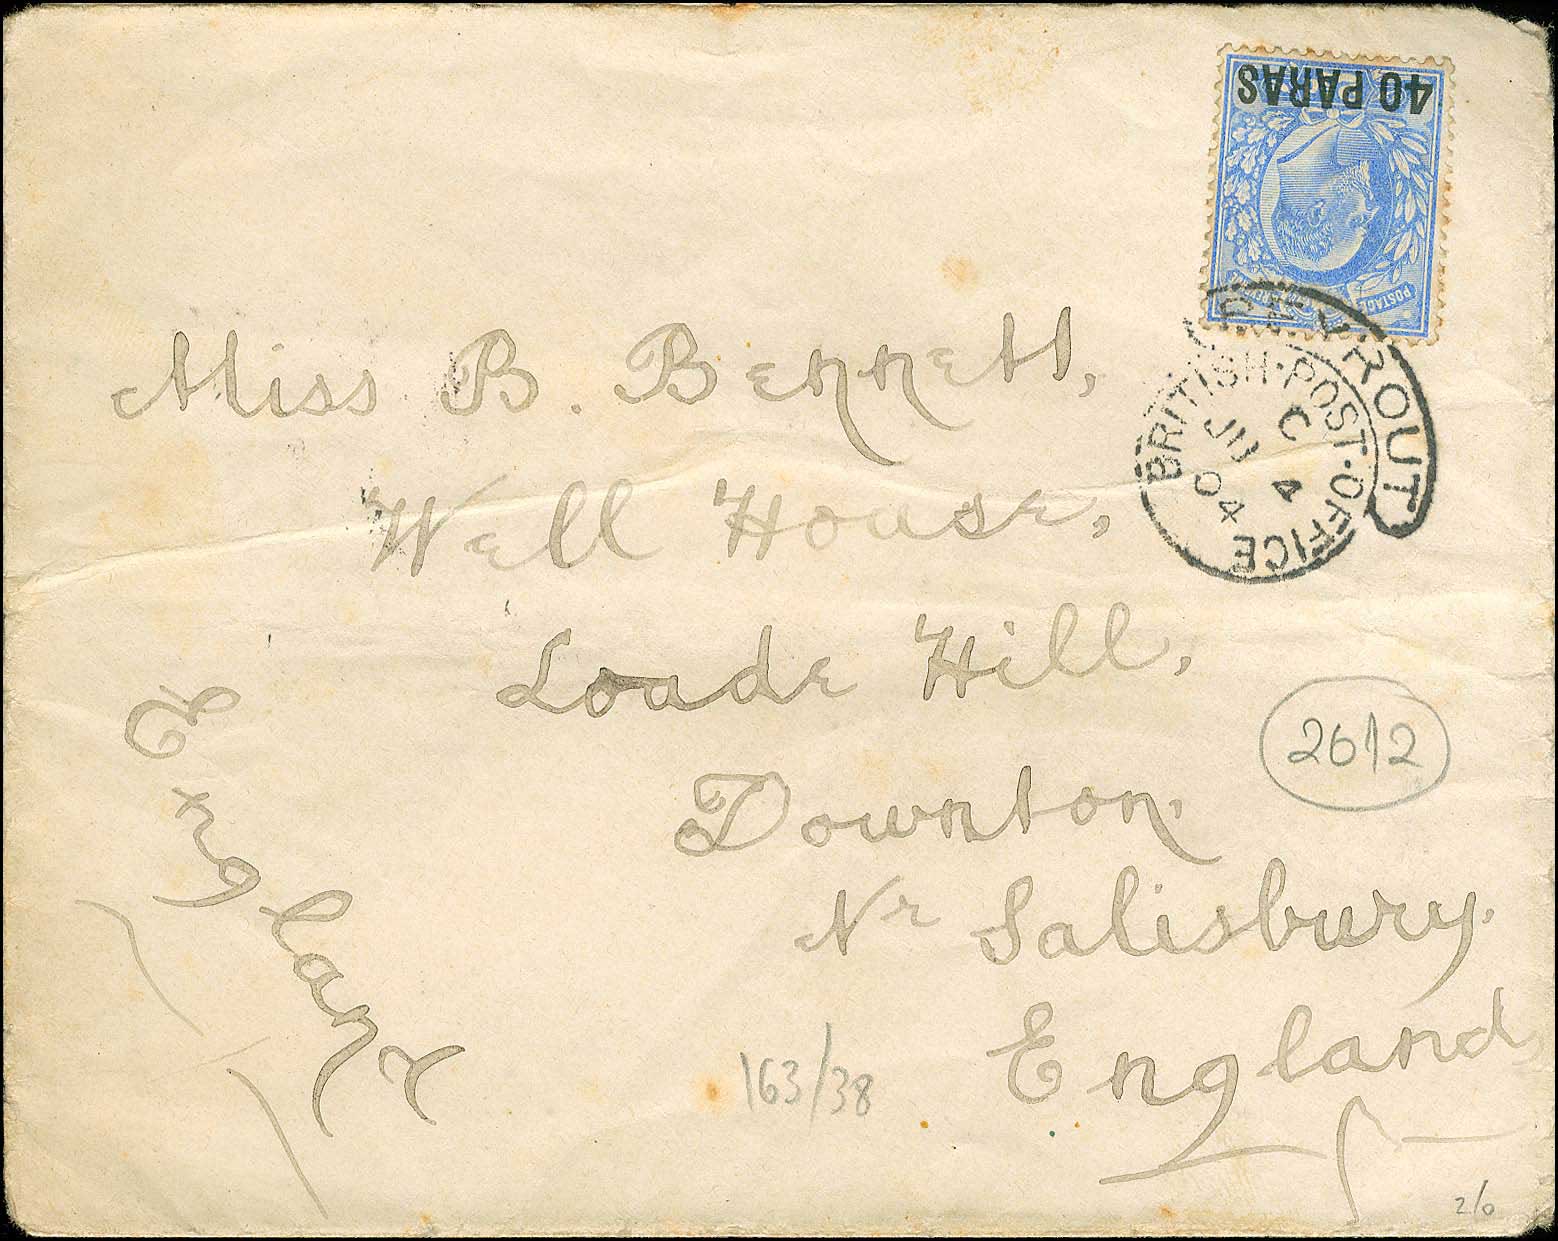 40 PARAS
POSTAGE
BEYROUT
BRITISH·POST·OFFICE
C
JU 4
04
Miss B. Bennett,
Well House,
Loade Hill,
Downton,
Nr Salisbury.
England
England
2612
163/38
2/0